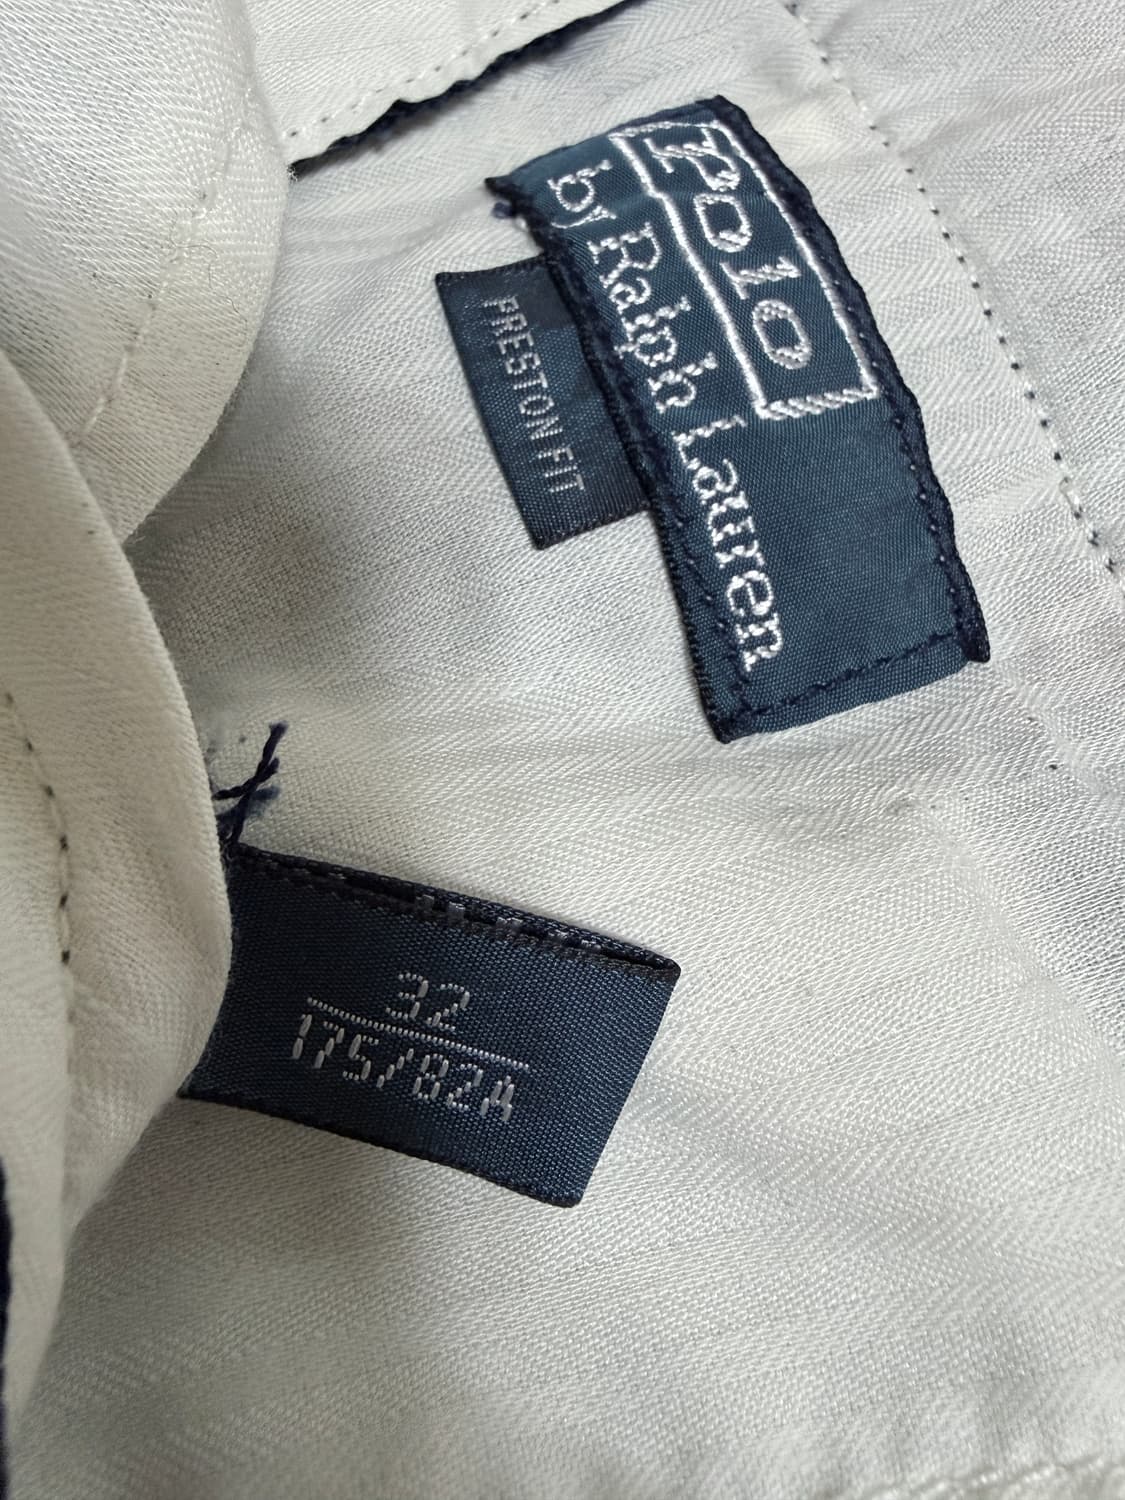 Polo
by Ralph Lauren
PRESTON FIT
32
175/82A